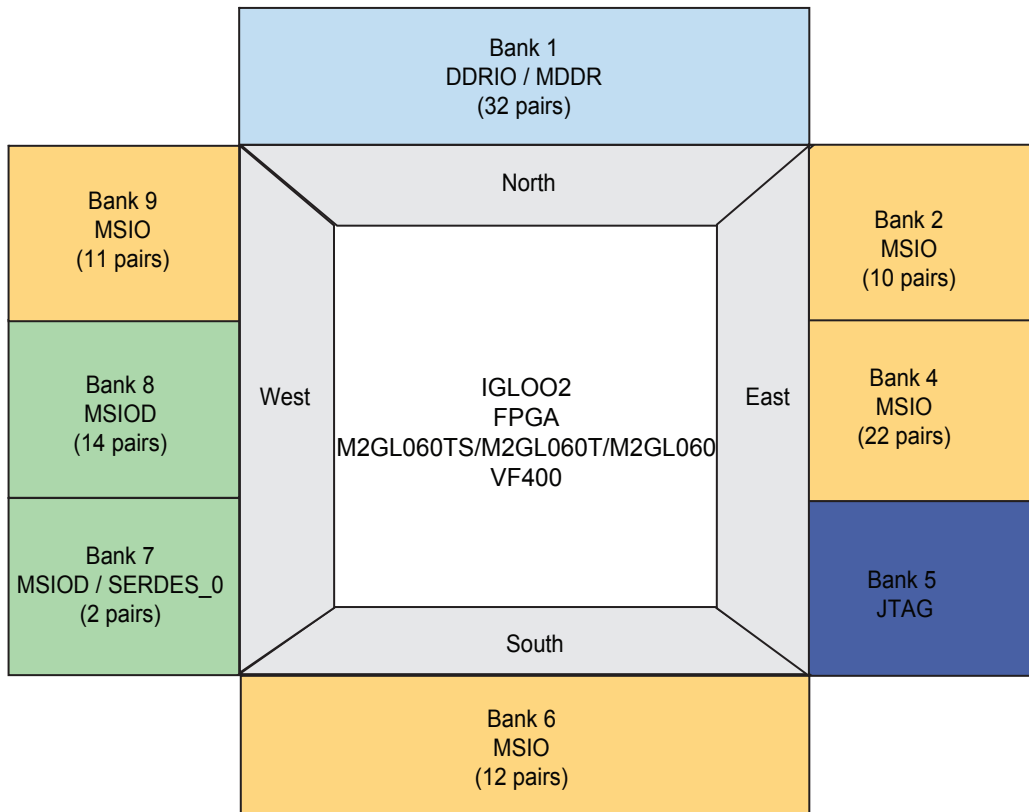 Bank 1
DDRIO / MDDR
(32 pairs)
North
Bank 9
MSIO
(11 pairs)
Bank 2
MSIO
(10 pairs)
Bank 8
MSIOD
(14 pairs)
West
IGLOO2
FPGA
M2GL060TS/M2GL060T/M2GL060
VF400
East
Bank 4
MSIO
(22 pairs)
Bank 7
MSIOD / SERDES_0
(2 pairs)
Bank 5
JTAG
South
Bank 6
MSIO
(12 pairs)